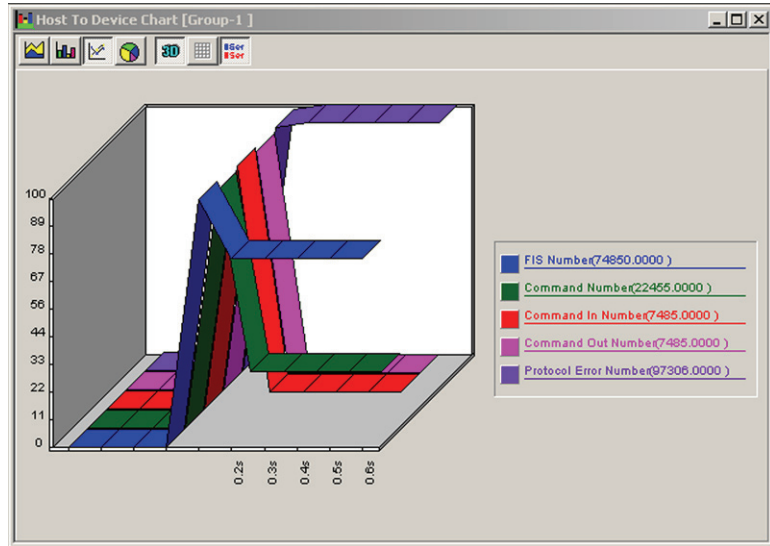 Host To Device Chart [Group-1 ]
3D
100
89
78
67
56
44
33
22
11
0
0.2s
0.3s
0.4s
0.5s
0.6s
FIS Number(74850.0000 )
Command Number(22455.0000 )
Command In Number(7485.0000 )
Command Out Number(7485.0000 )
Protocol Error Number(97306.0000 )